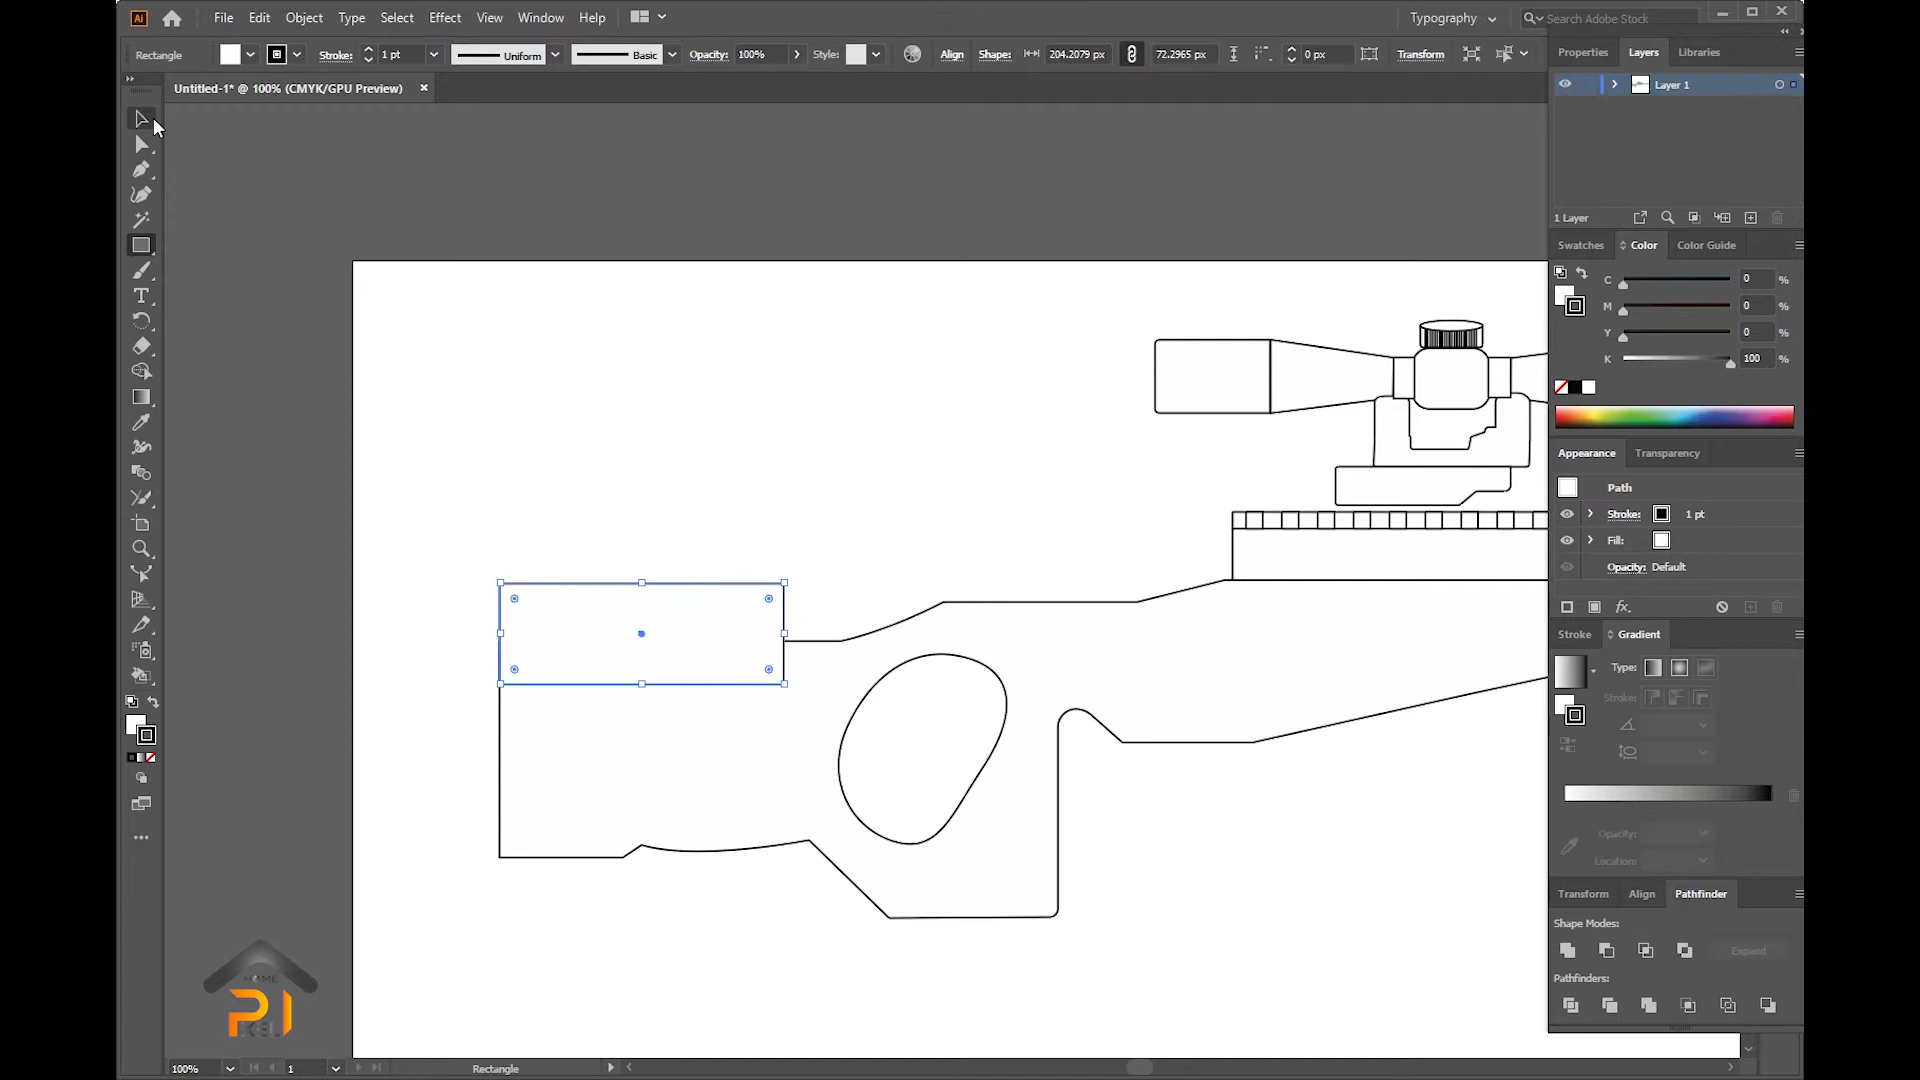 Ai File Edit Object Type Select Effect View Window Help Typography Search Adobe Stock
Rectangle Stroke: 1 pt Uniform Basic Opacity: 100% Style: Align Shape: 204.2079 px 72.2965 px 0 px Transform
Properties Layers Libraries
Untitled-1* @ 100% (CMYK/GPU Preview)
Layer 1
1 Layer
Swatches Color Color Guide
C 0 %
M 0 %
Y 0 %
K 100 %
Appearance Transparency
Path
Stroke: 1 pt
Fill:
Opacity: Default
fx.
Stroke Gradient
Type:
Stroke:
Opacity:
Location:
Transform Align Pathfinder
Shape Modes:
Expand
Pathfinders:
HOME
PIXEL
100% 1 Rectangle